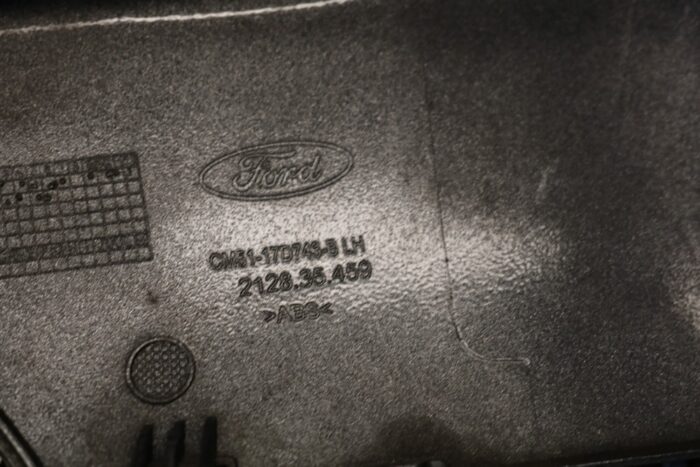 Ford
CM51-17D743-B LH
2128.35.459
>ABS<